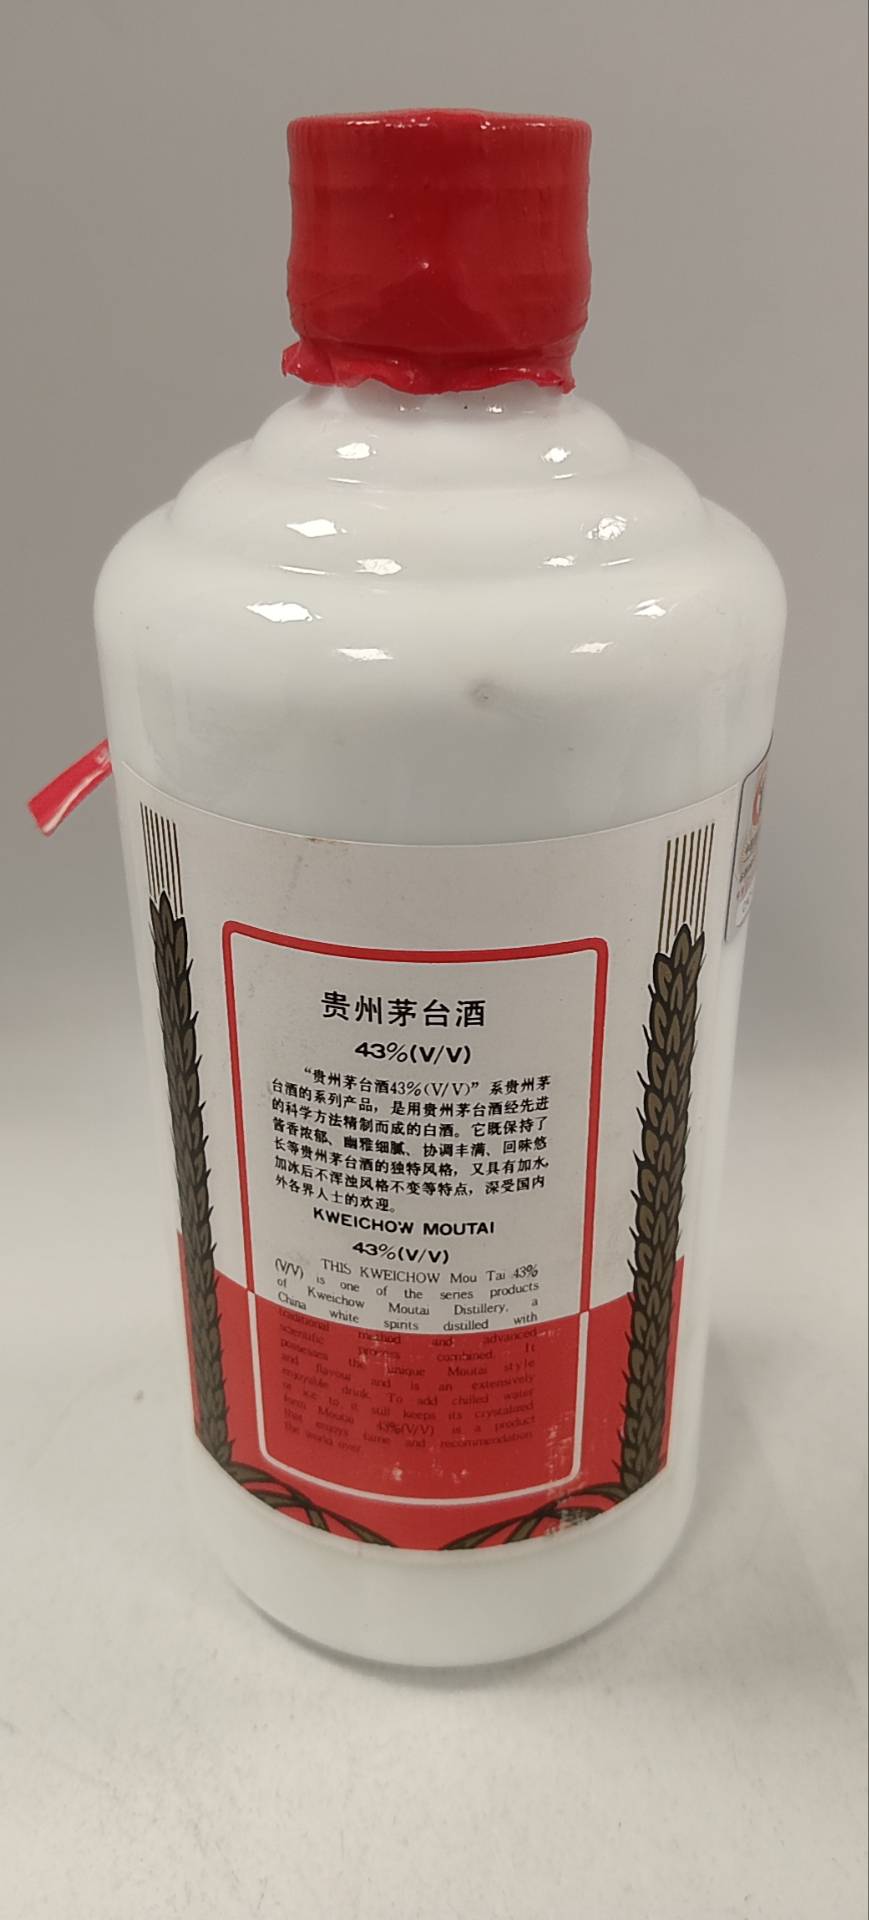 贵州茅台酒
43%(V/V)
“贵州茅台酒43%(V/V)”系贵州茅
台酒的系列产品，是用贵州茅台酒经先进
的科学方法精制而成的白酒。它既保持了
酱香浓郁、幽雅细腻、协调丰满、回味悠
长等贵州茅台酒的独特风格，又具有加水，
加冰后不浑浊风格不变等特点，深受国内
外各界人士的欢迎。
KWEICHOW MOUTAI
43%(V/V)
THIS KWEICHOW Mou Tai 43%
(V/V) is one of the series products
of Kweichow Moutai Distillery, a
China white spirits distilled with
traditional method and advanced
scientific process combined. It
possesses the unique Moutai style
and flavour and is an extensively
enjoyable drink. To add chilled water
or ice to it still keeps its crystalized
form Moutai 43%(V/V) is a product
that enjoys fame and recommendation
the world over